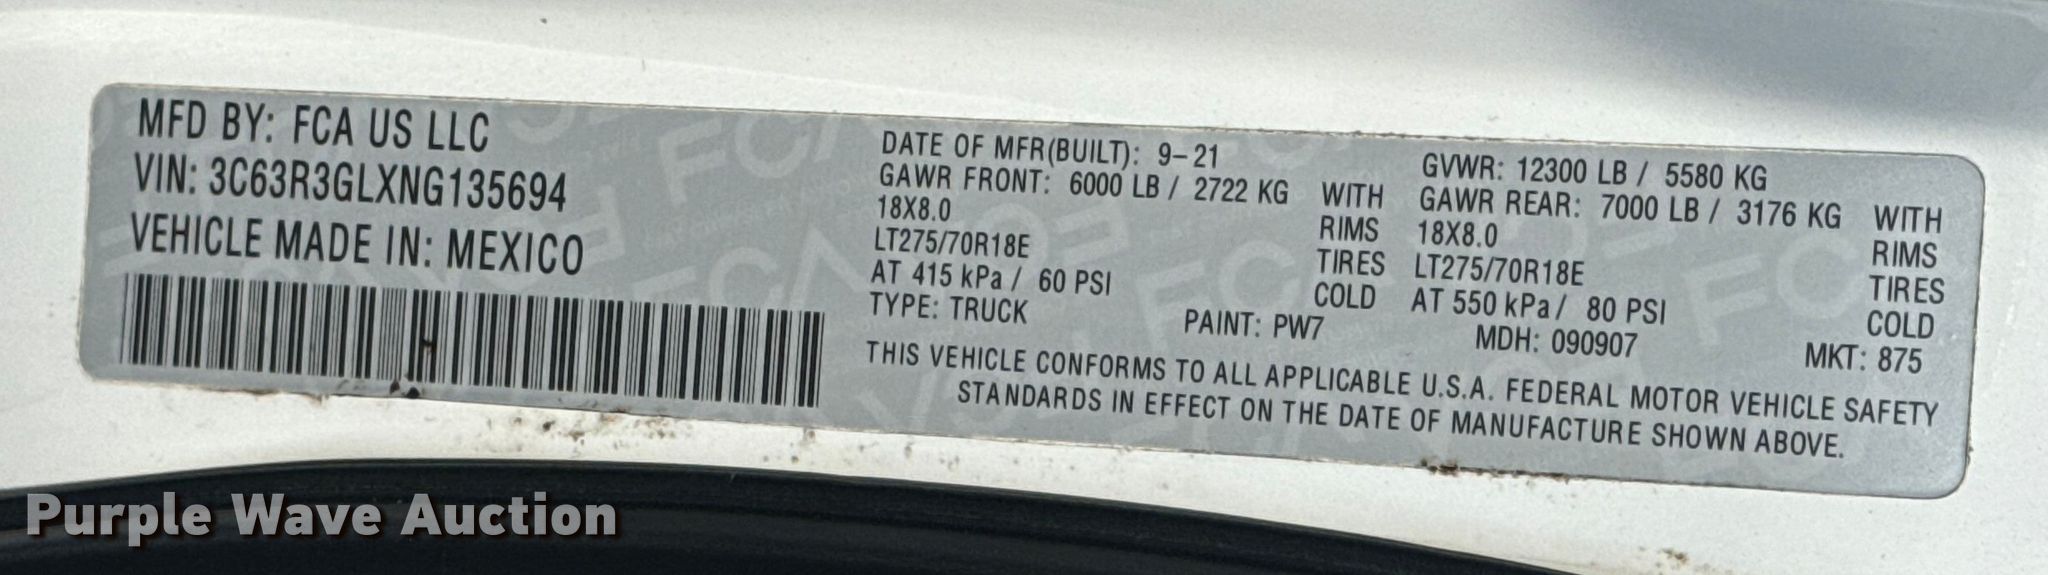 MFD BY: FCA US LLC
VIN: 3C63R3GLXNG135694
VEHICLE MADE IN: MEXICO
DATE OF MFR(BUILT): 9-21
GAWR FRONT: 6000 LB / 2722 KG WITH
18X8.0 RIMS
LT275/70R18E TIRES
AT 415 kPa / 60 PSI COLD
TYPE: TRUCK PAINT: PW7
GVWR: 12300 LB / 5580 KG
GAWR REAR: 7000 LB / 3176 KG WITH
18X8.0 RIMS
LT275/70R18E TIRES
AT 550 kPa / 80 PSI COLD
MDH: 090907 MKT: 875
THIS VEHICLE CONFORMS TO ALL APPLICABLE U.S.A. FEDERAL MOTOR VEHICLE SAFETY
STANDARDS IN EFFECT ON THE DATE OF MANUFACTURE SHOWN ABOVE.
Purple Wave Auction